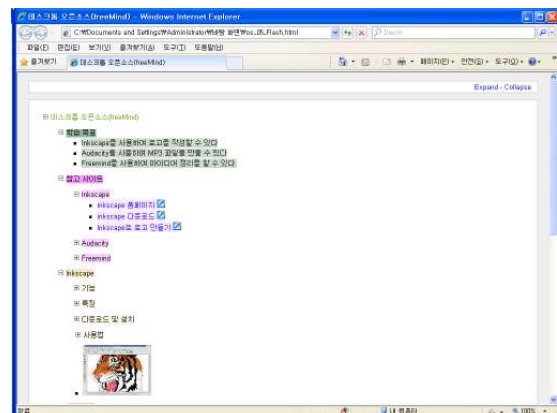 데스크톱 오픈소스(freeMind) - Windows Internet Explorer
C:\Documents and Settings\Administrator\바탕 화면\os_05_Flash.html
Daum
파일(F) 편집(E) 보기(V) 즐겨찾기(A) 도구(T) 도움말(H)
즐겨찾기 데스크톱 오픈소스(freeMind) 페이지(P) 안전(S) 도구(O)
Expand - Collapse
데스크톱 오픈소스(freeMind)
학습 목표
Inkscape를 사용하여 로고를 작성할 수 있다
Audacity를 사용하여 MP3 파일을 만들 수 있다
Freemind를 사용하여 아이디어 정리를 할 수 있다.
참고 사이트
Inkscape
inkscape 홈페이지
inkscape 다운로드
Inkscape로 로고 만들기
Audacity
Freemind
Inkscape
기능
특징
다운로드 및 설치
사용법
완료 내 컴퓨터 100%